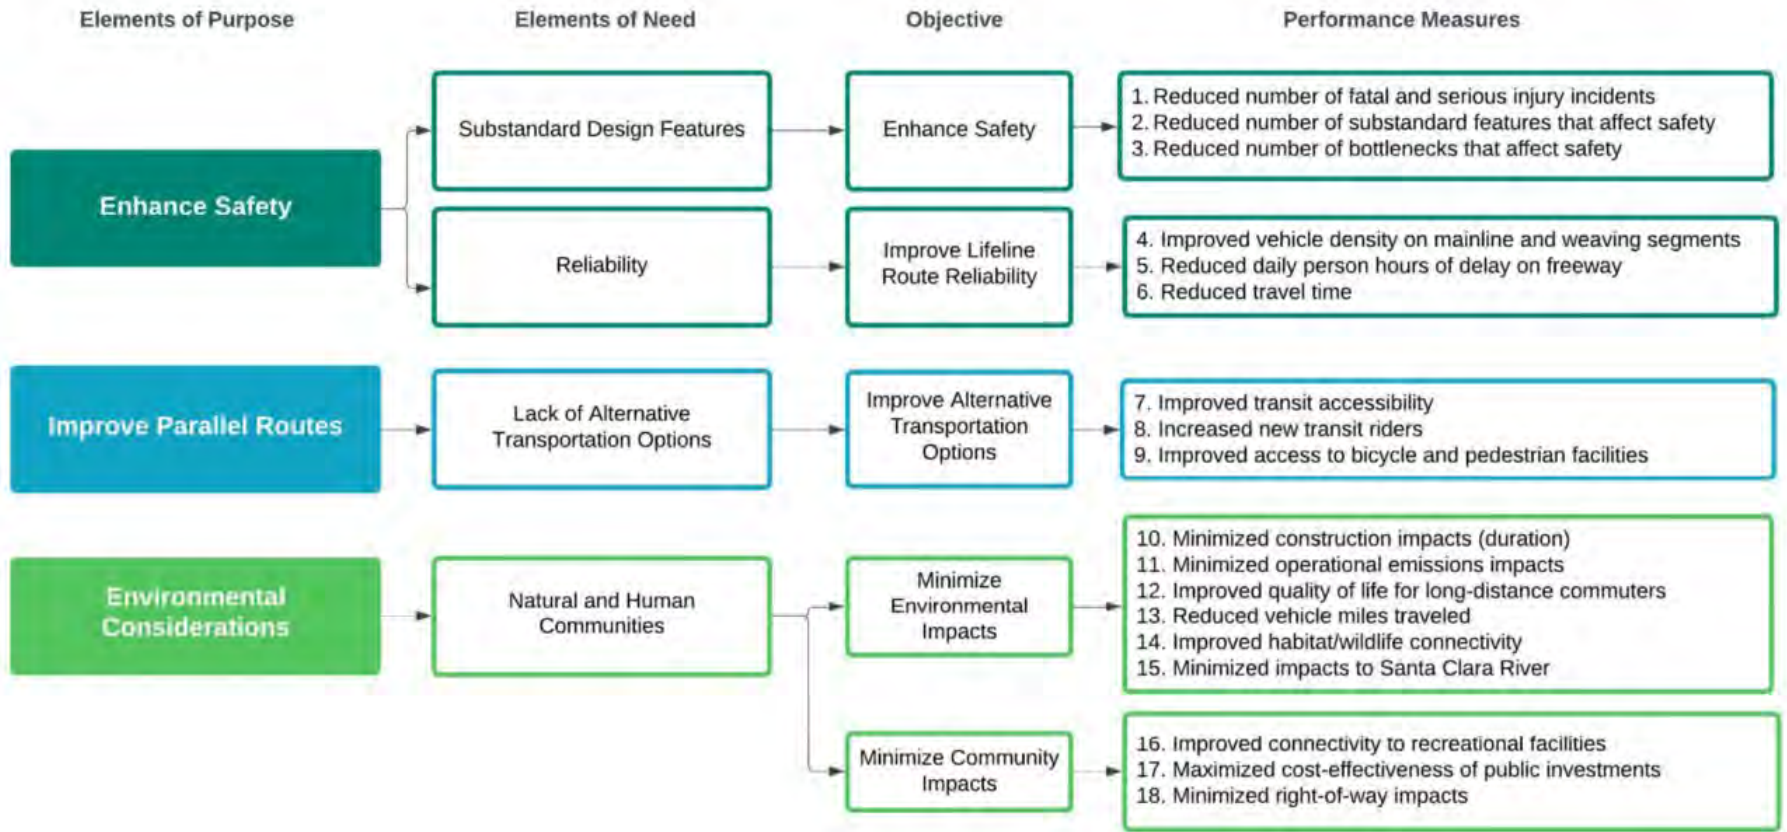 Elements of Purpose
Elements of Need
Objective
Performance Measures
Enhance Safety
Substandard Design Features
Enhance Safety
1. Reduced number of fatal and serious injury incidents
2. Reduced number of substandard features that affect safety
3. Reduced number of bottlenecks that affect safety
Reliability
Improve Lifeline
Route Reliability
4. Improved vehicle density on mainline and weaving segments
5. Reduced daily person hours of delay on freeway
6. Reduced travel time
Improve Parallel Routes
Lack of Alternative
Transportation Options
Improve Alternative
Transportation
Options
7. Improved transit accessibility
8. Increased new transit riders
9. Improved access to bicycle and pedestrian facilities
Environmental
Considerations
Natural and Human
Communities
Minimize
Environmental
Impacts
10. Minimized construction impacts (duration)
11. Minimized operational emissions impacts
12. Improved quality of life for long-distance commuters
13. Reduced vehicle miles traveled
14. Improved habitat/wildlife connectivity
15. Minimized impacts to Santa Clara River
Minimize Community
Impacts
16. Improved connectivity to recreational facilities
17. Maximized cost-effectiveness of public investments
18. Minimized right-of-way impacts